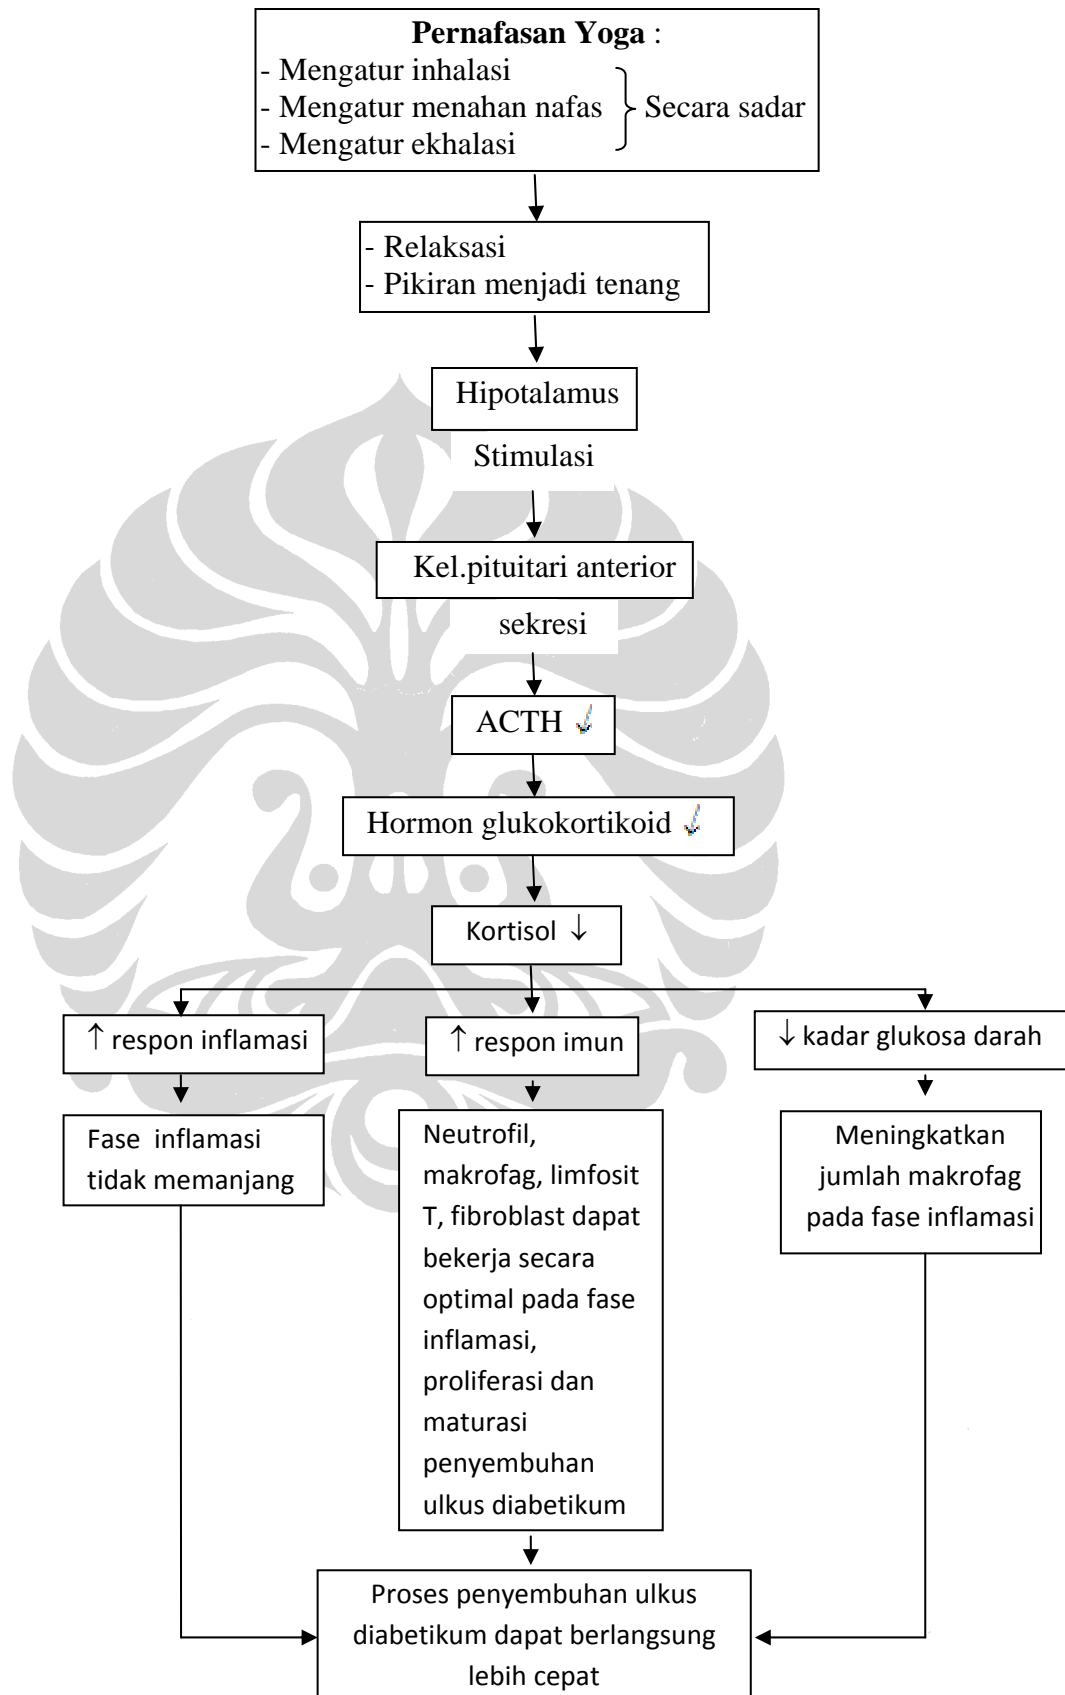 Pernafasan Yoga :
- Mengatur inhalasi
- Mengatur menahan nafas
- Mengatur ekhalasi
Secara sadar
- Relaksasi
- Pikiran menjadi tenang
Hipotalamus
Stimulasi
Kel.pituitari anterior
sekresi
ACTH ↓
Hormon glukokortikoid ↓
Kortisol ↓
↑ respon inflamasi
↑ respon imun
↓ kadar glukosa darah
Fase inflamasi
tidak memanjang
Neutrofil,
makrofag, limfosit
T, fibroblast dapat
bekerja secara
optimal pada fase
inflamasi,
proliferasi dan
maturasi
penyembuhan
ulkus diabetikum
Meningkatkan
jumlah makrofag
pada fase inflamasi
Proses penyembuhan ulkus
diabetikum dapat berlangsung
lebih cepat